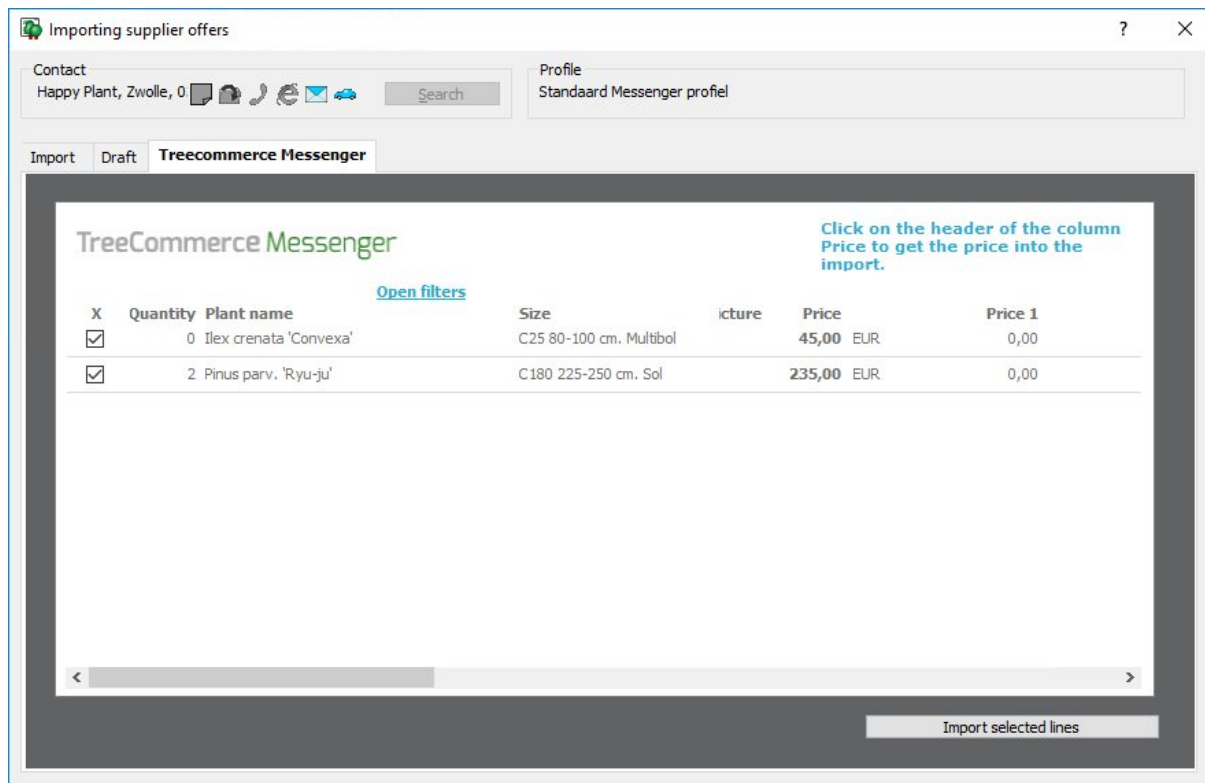 Importing supplier offers
?
Contact
Happy Plant, Zwolle, 0
Search
Profile
Standaard Messenger profiel
Import Draft Treecommerce Messenger
TreeCommerce Messenger
Click on the header of the column
Price to get the price into the
import.
Open filters
X Quantity Plant name Size icture Price Price 1
0 Ilex crenata 'Convexa' C25 80-100 cm. Multibol 45,00 EUR 0,00
2 Pinus parv. 'Ryu-ju' C180 225-250 cm. Sol 235,00 EUR 0,00
Import selected lines